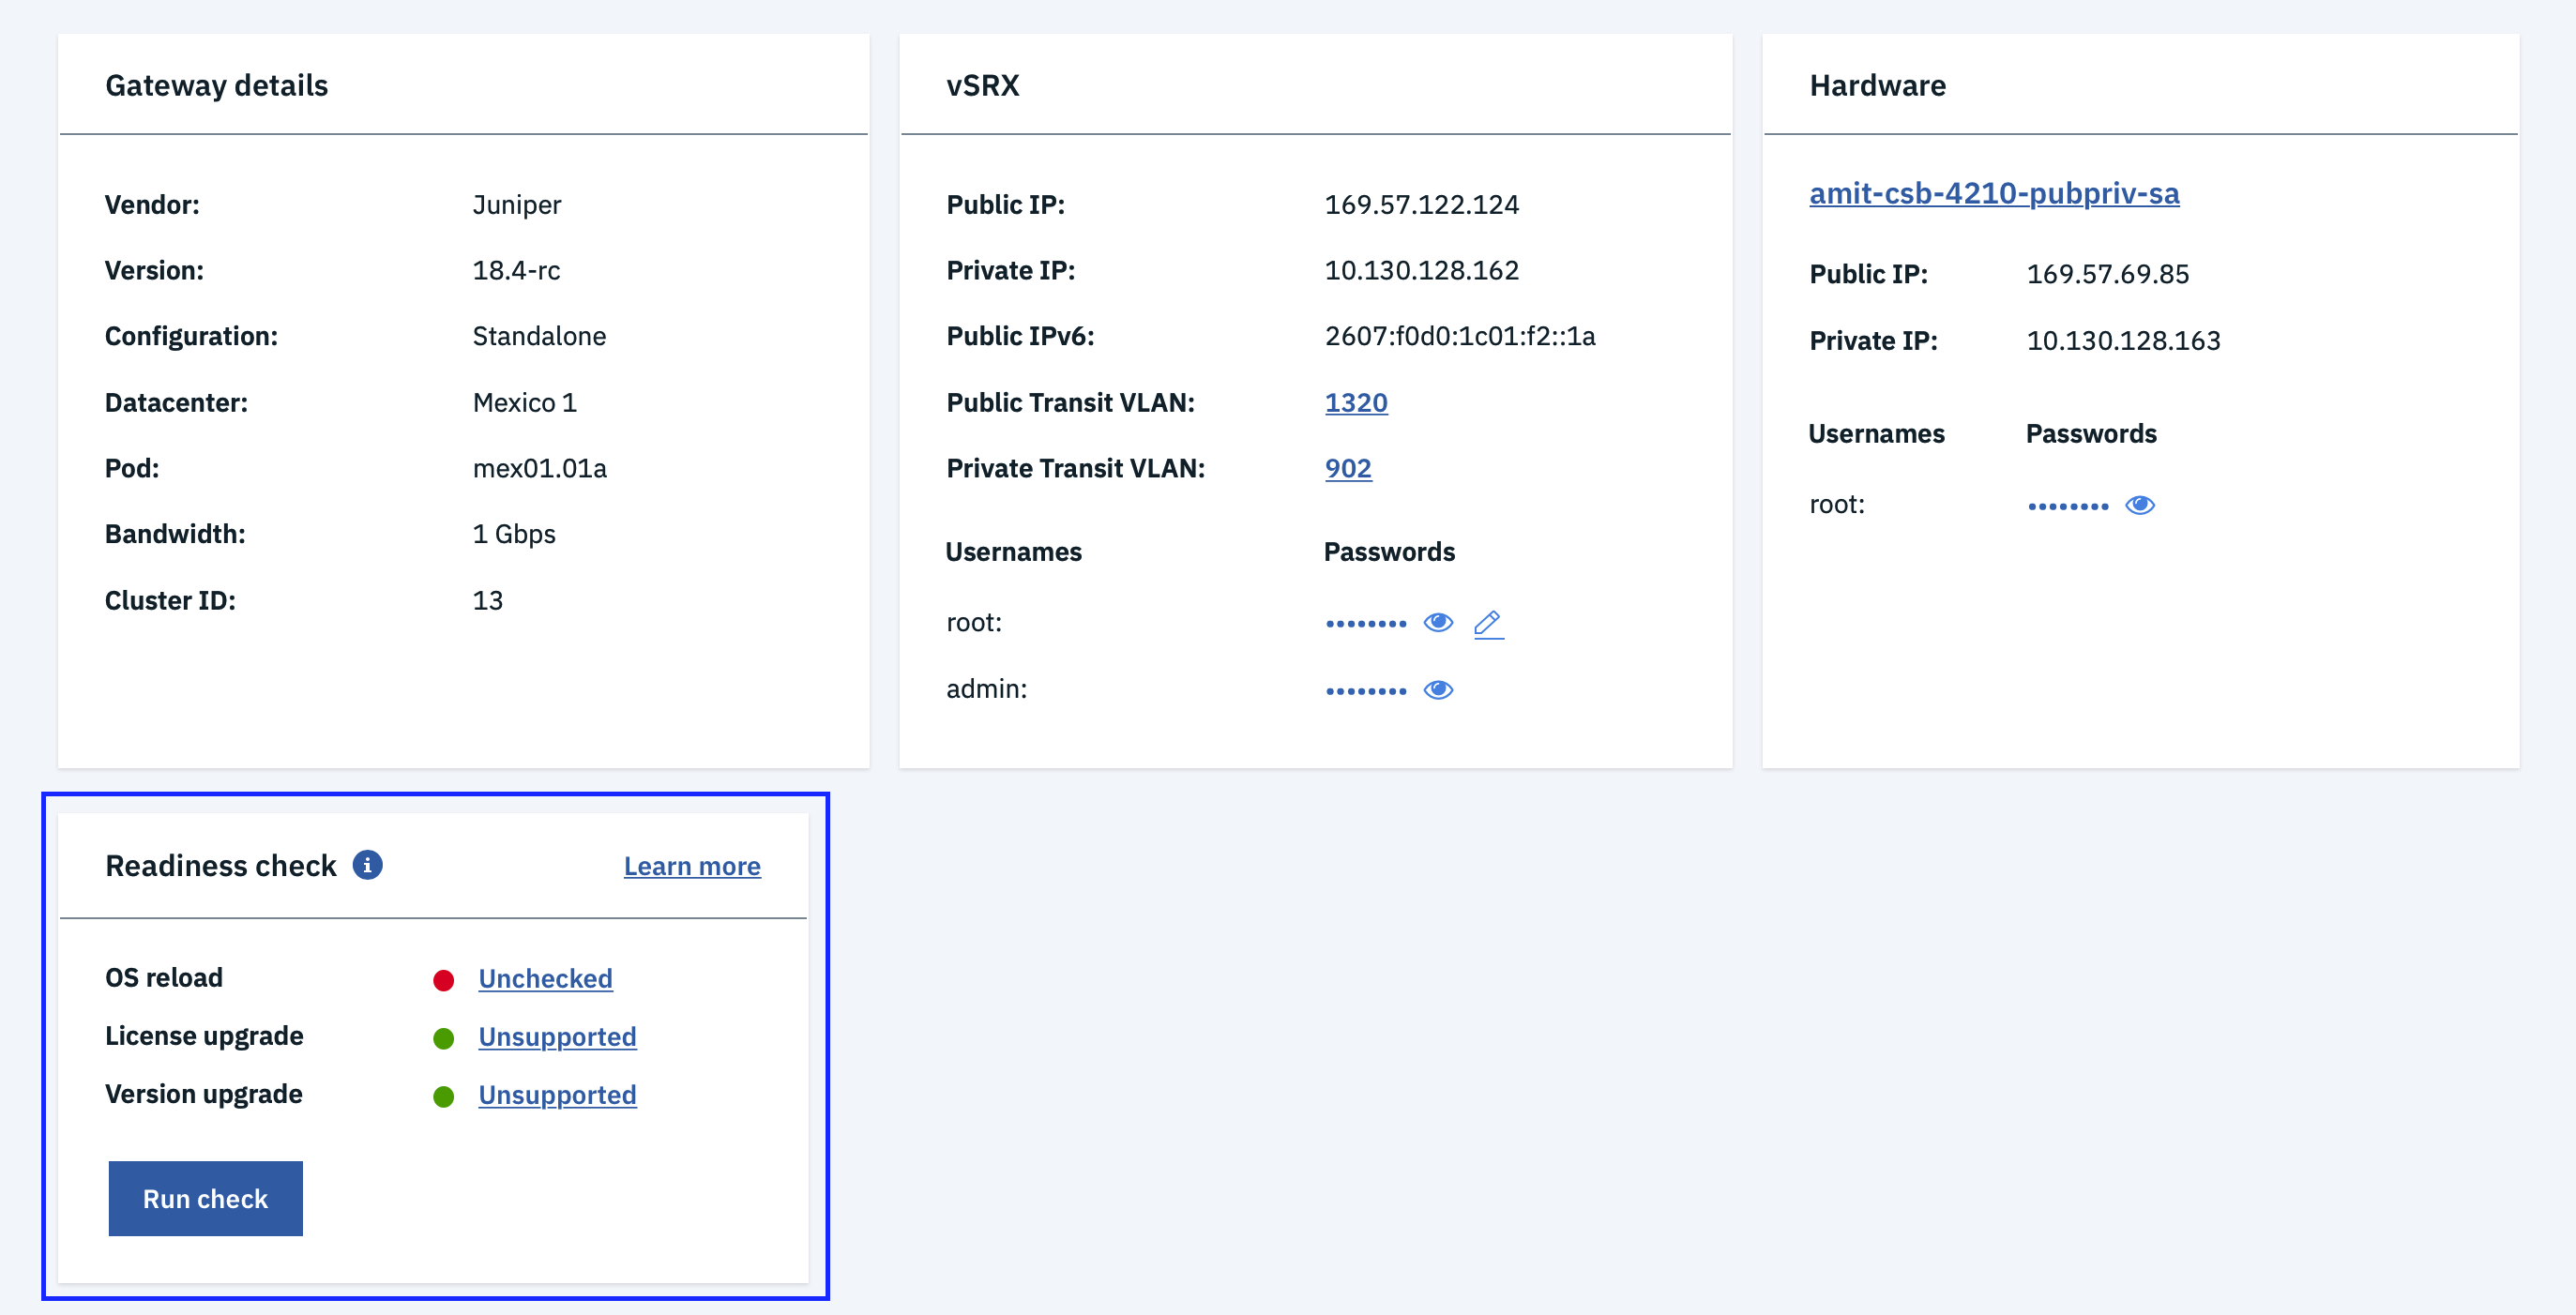 Gateway details
Vendor: Juniper
Version: 18.4-rc
Configuration: Standalone
Datacenter: Mexico 1
Pod: mex01.01a
Bandwidth: 1 Gbps
Cluster ID: 13
vSRX
Public IP: 169.57.122.124
Private IP: 10.130.128.162
Public IPv6: 2607:f0d0:1c01:f2::1a
Public Transit VLAN: 1320
Private Transit VLAN: 902
Usernames Passwords
root: ••••••••
admin: ••••••••
Hardware
amit-csb-4210-pubpriv-sa
Public IP: 169.57.69.85
Private IP: 10.130.128.163
Usernames Passwords
root: ••••••••
Readiness check Learn more
OS reload Unchecked
License upgrade Unsupported
Version upgrade Unsupported
Run check